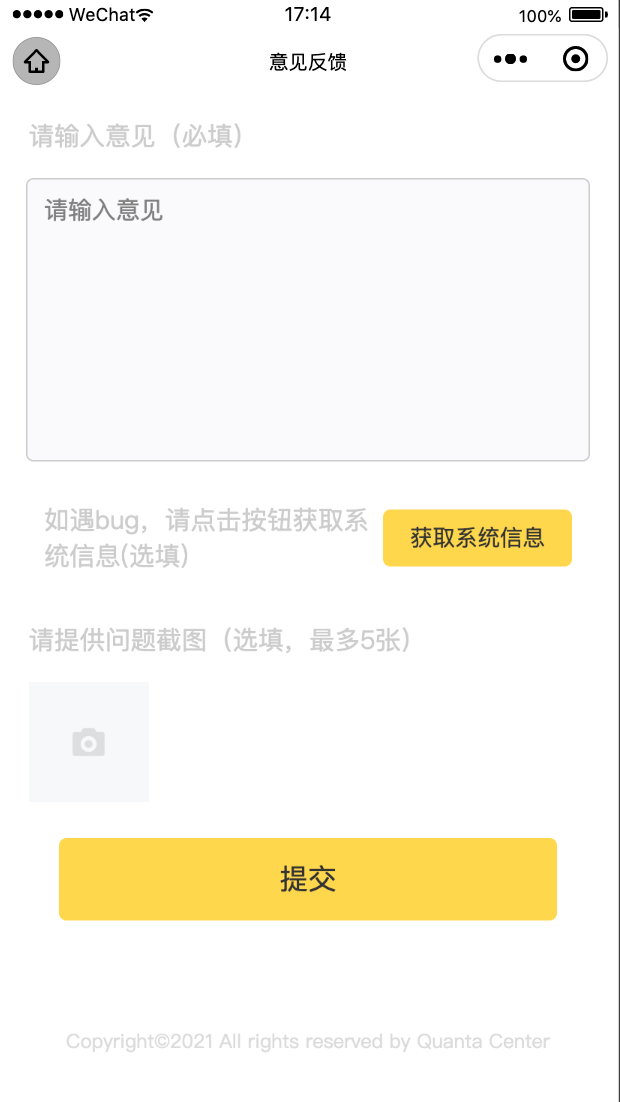 WeChat 17:14 100%
意见反馈
请输入意见（必填）
请输入意见
如遇bug，请点击按钮获取系
统信息(选填)
获取系统信息
请提供问题截图（选填，最多5张）
提交
Copyright©2021 All rights reserved by Quanta Center